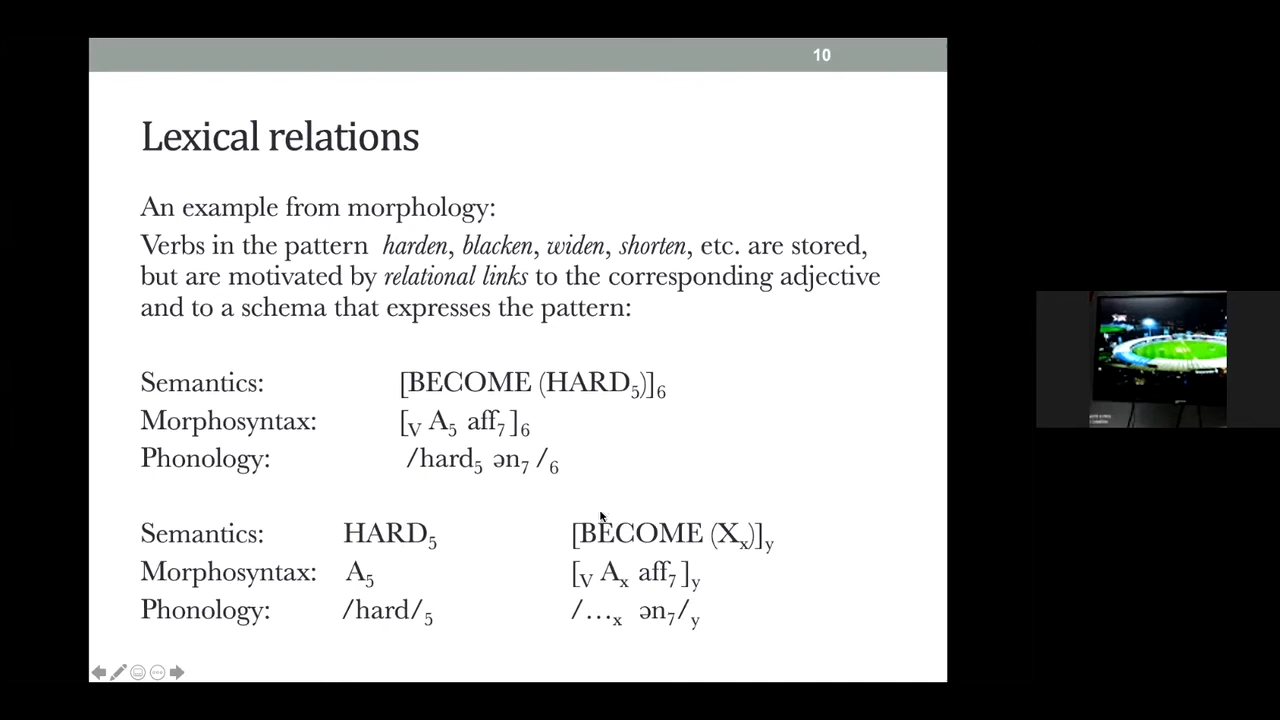 10
Lexical relations
An example from morphology:
Verbs in the pattern harden, blacken, widen, shorten, etc. are stored,
but are motivated by relational links to the corresponding adjective
and to a schema that expresses the pattern:
Semantics: [BECOME (HARD₅)]₆
Morphosyntax: [V A₅ aff₇ ]₆
Phonology: /hard₅ ən₇ /₆
Semantics: HARD₅ [BECOME (Xₓ)]y
Morphosyntax: A₅ [V Aₓ aff₇ ]y
Phonology: /hard/₅ /…ₓ ən₇/y